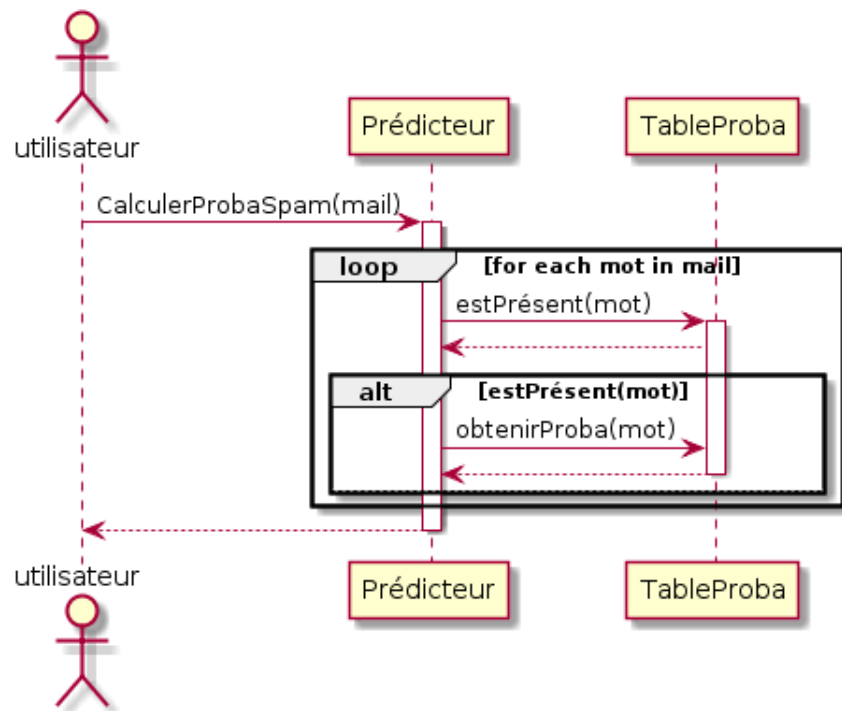 utilisateur
Prédicteur
TableProba
CalculerProbaSpam(mail)
loop
[for each mot in mail]
estPrésent(mot)
alt
[estPrésent(mot)]
obtenirProba(mot)
utilisateur
Prédicteur
TableProba